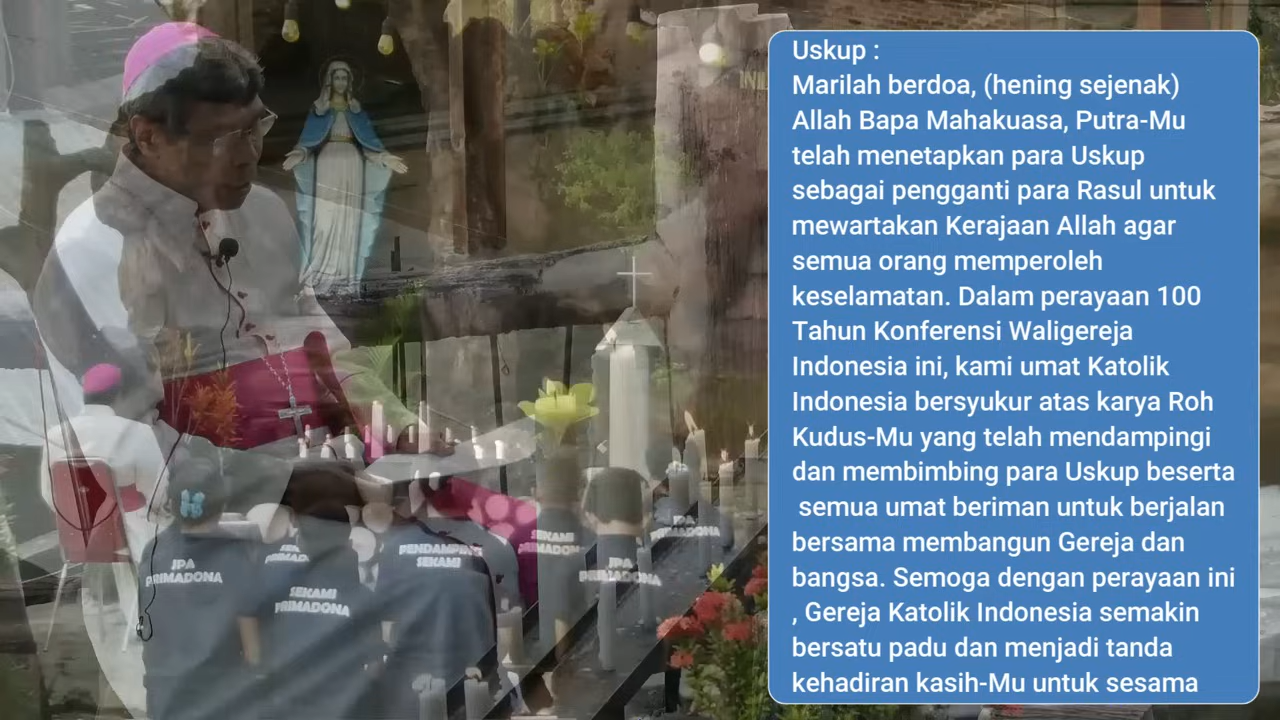 Uskup :
Marilah berdoa, (hening sejenak)
Allah Bapa Mahakuasa, Putra-Mu
telah menetapkan para Uskup
sebagai pengganti para Rasul untuk
mewartakan Kerajaan Allah agar
semua orang memperoleh
keselamatan. Dalam perayaan 100
Tahun Konferensi Waligereja
Indonesia ini, kami umat Katolik
Indonesia bersyukur atas karya Roh
Kudus-Mu yang telah mendampingi
dan membimbing para Uskup beserta
semua umat beriman untuk berjalan
bersama membangun Gereja dan
bangsa. Semoga dengan perayaan ini
, Gereja Katolik Indonesia semakin
bersatu padu dan menjadi tanda
kehadiran kasih-Mu untuk sesama
JPA
PRIMADONA
SEKAMI
PRIMADONA
PENDAMPING
SEKAMI
SEKAMI
PRIMADONA
JPA
PRIMADONA
JPA
PRIMADONA